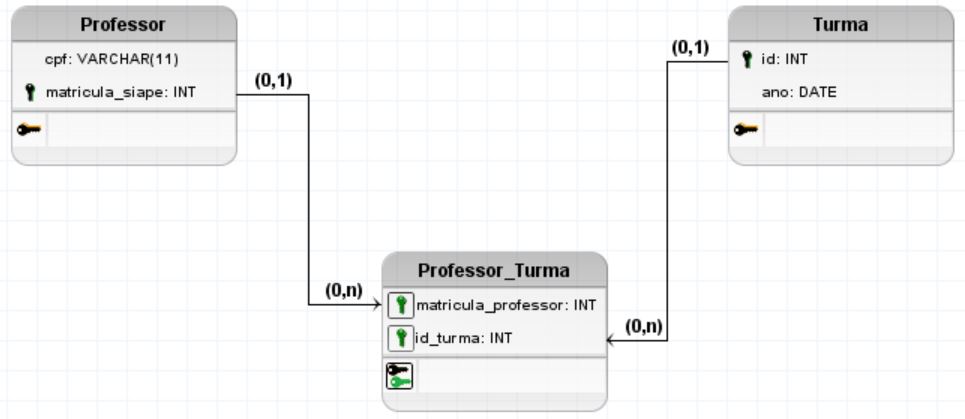 Professor
cpf: VARCHAR(11)
matricula_siape: INT
(0,1)
(0,1)
Turma
id: INT
ano: DATE
Professor_Turma
(0,n)
matricula_professor: INT
id_turma: INT
(0,n)